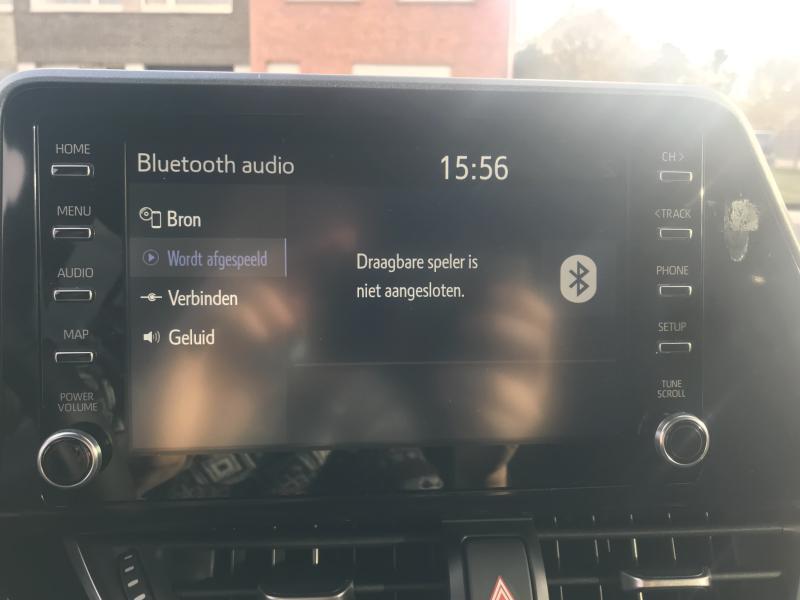 HOME
MENU
AUDIO
MAP
POWER
VOLUME
Bluetooth audio
15:56
Bron
Wordt afgespeeld
Verbinden
Geluid
Draagbare speler is
niet aangesloten.
CH >
< TRACK
PHONE
SETUP
TUNE
SCROLL